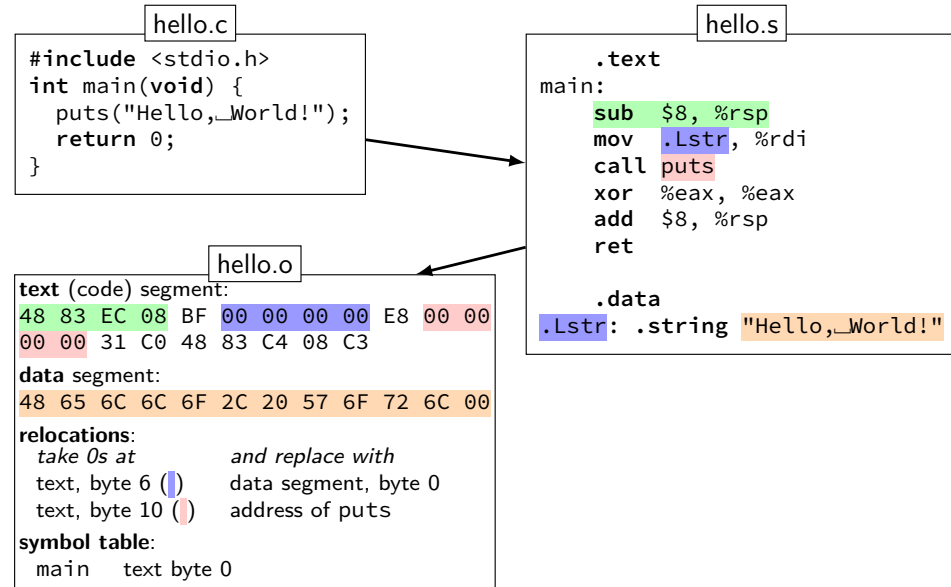 hello.c
#include <stdio.h>
int main(void) {
puts("Hello,␣World!");
return 0;
}
hello.s
.text
main:
sub $8, %rsp
mov .Lstr, %rdi
call puts
xor %eax, %eax
add $8, %rsp
ret
.data
.Lstr: .string "Hello,␣World!"
hello.o
text (code) segment:
48 83 EC 08 BF 00 00 00 00 E8 00 00
00 00 31 C0 48 83 C4 08 C3
data segment:
48 65 6C 6C 6F 2C 20 57 6F 72 6C 00
relocations:
take 0s at and replace with
text, byte 6 ( ) data segment, byte 0
text, byte 10 ( ) address of puts
symbol table:
main text byte 0